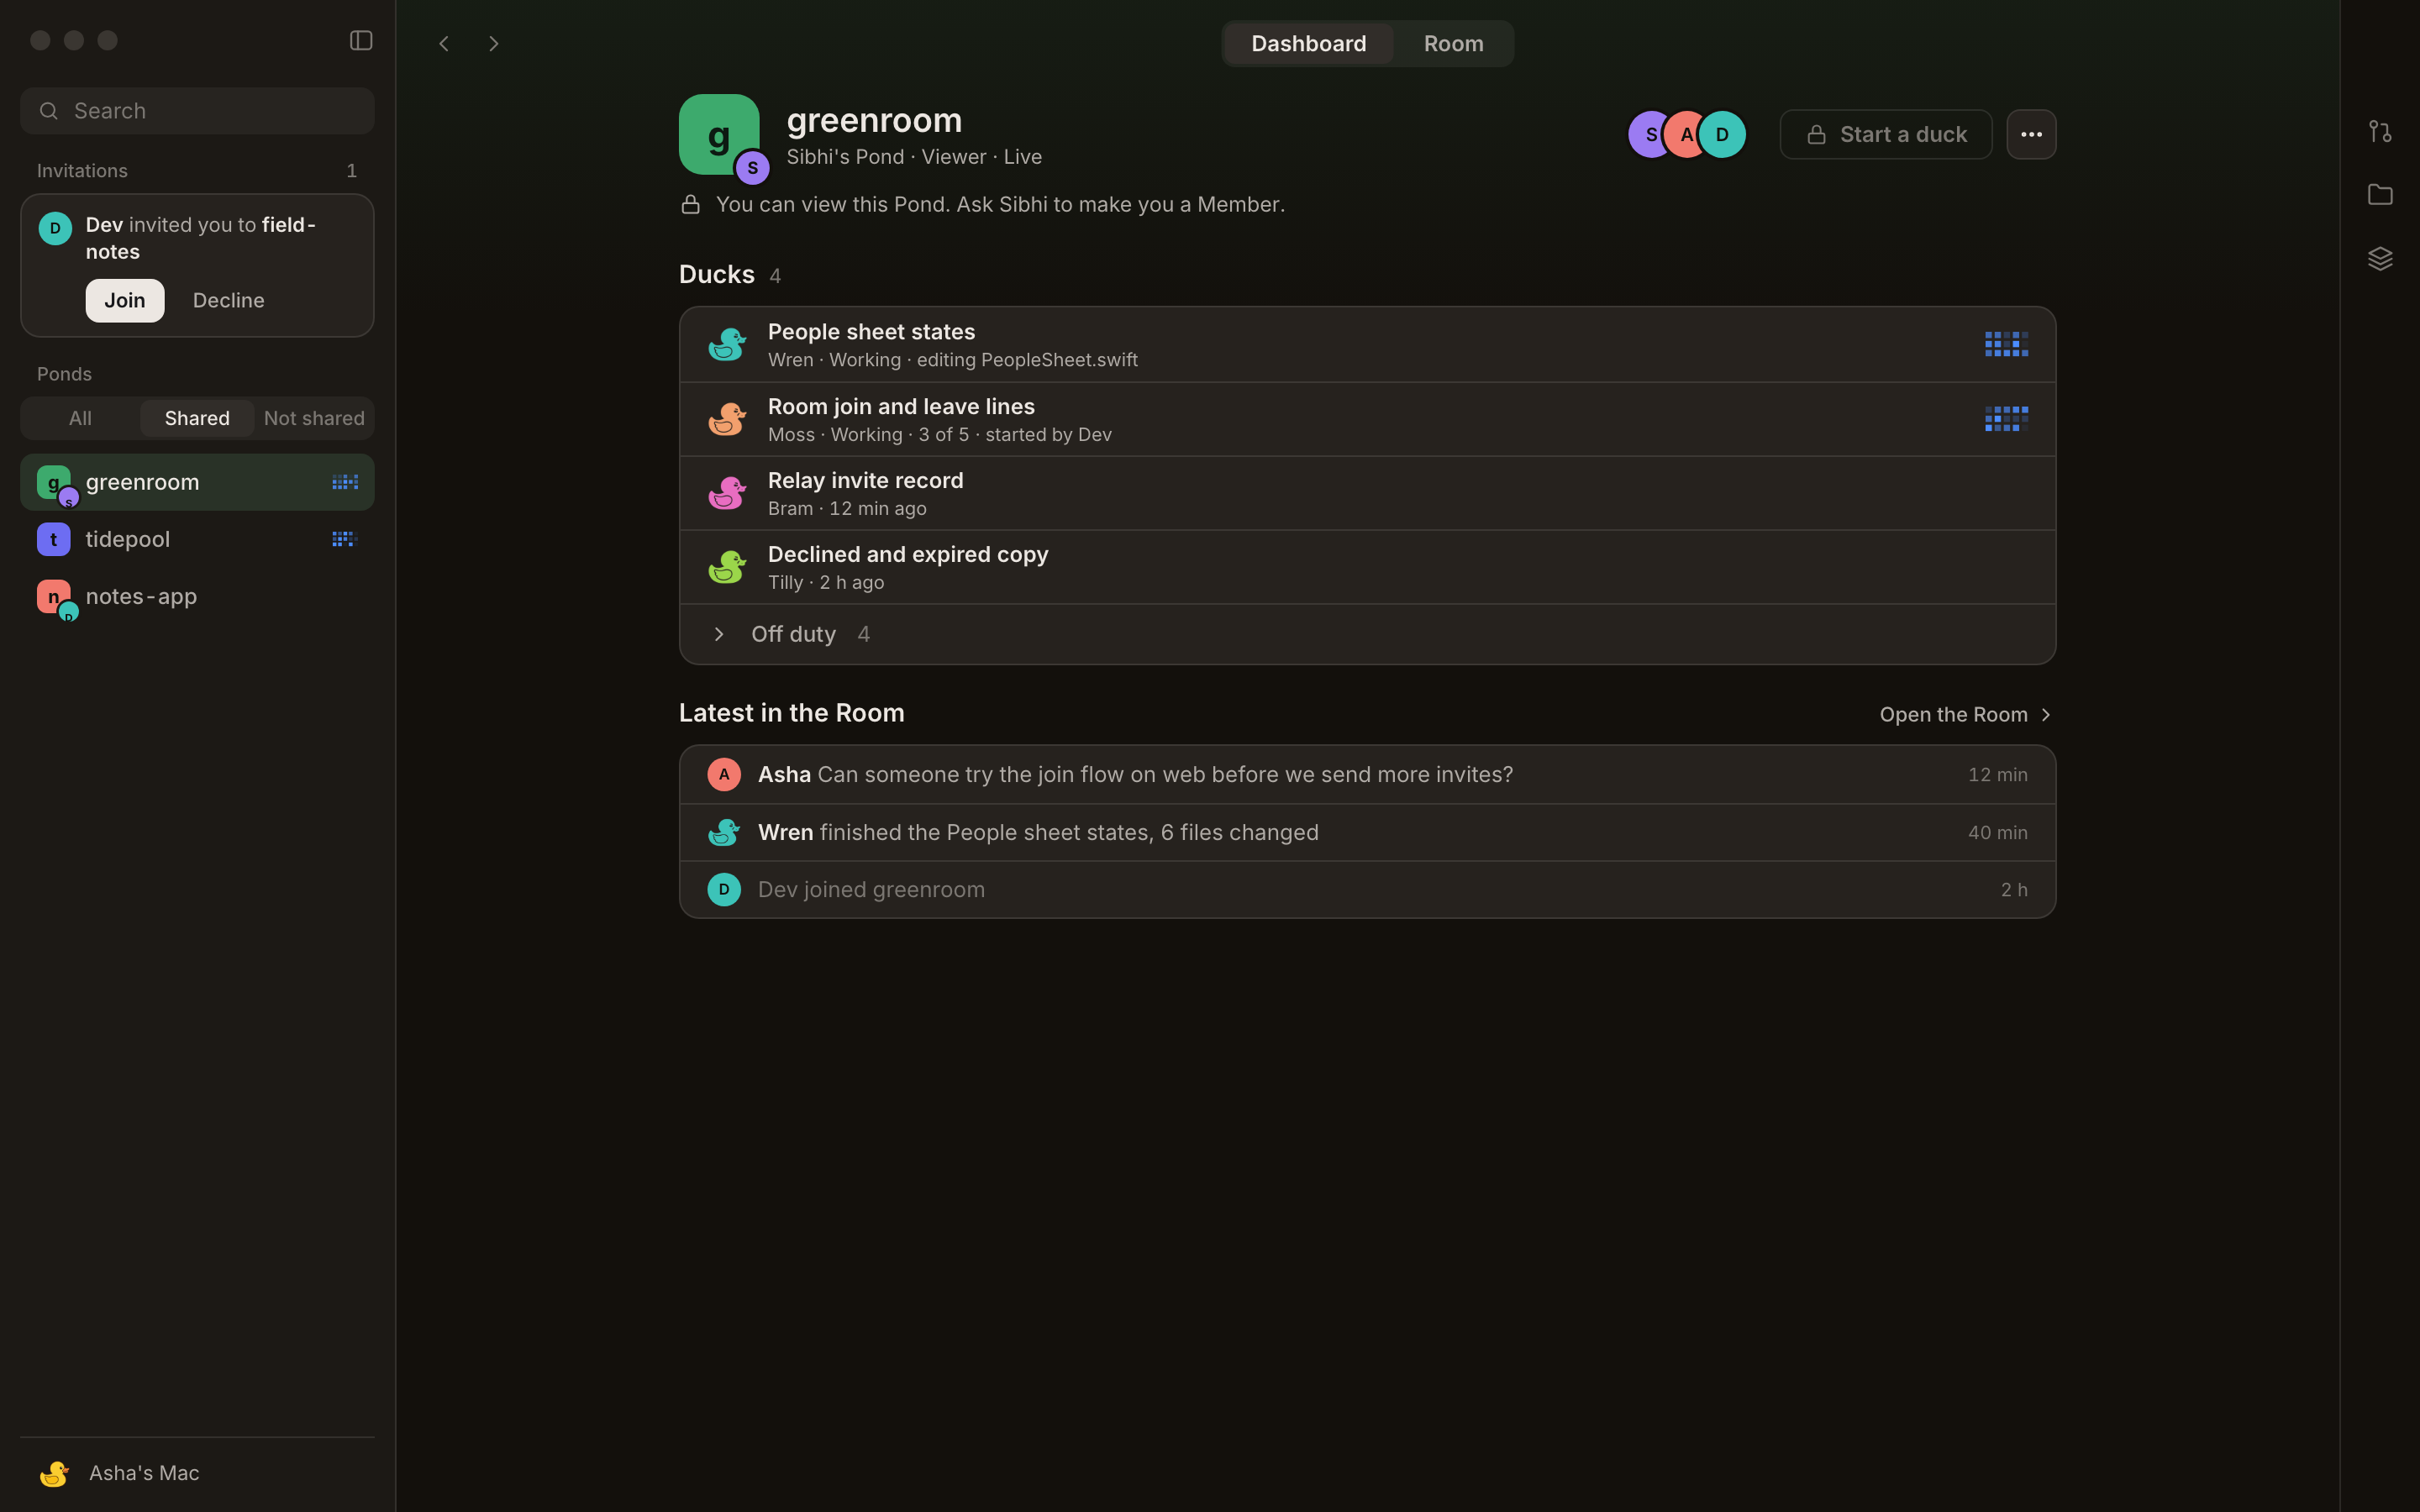 Search
Invitations 1
D
Dev invited you to field-
notes
Join Decline
Ponds
All Shared Not shared
g S greenroom
t tidepool
n D notes-app
Asha's Mac
Dashboard Room
g S
greenroom
Sibhi's Pond · Viewer · Live
S A D
Start a duck
You can view this Pond. Ask Sibhi to make you a Member.
Ducks 4
People sheet states
Wren · Working · editing PeopleSheet.swift
Room join and leave lines
Moss · Working · 3 of 5 · started by Dev
Relay invite record
Bram · 12 min ago
Declined and expired copy
Tilly · 2 h ago
Off duty 4
Latest in the Room Open the Room
A Asha Can someone try the join flow on web before we send more invites? 12 min
Wren finished the People sheet states, 6 files changed 40 min
D Dev joined greenroom 2 h